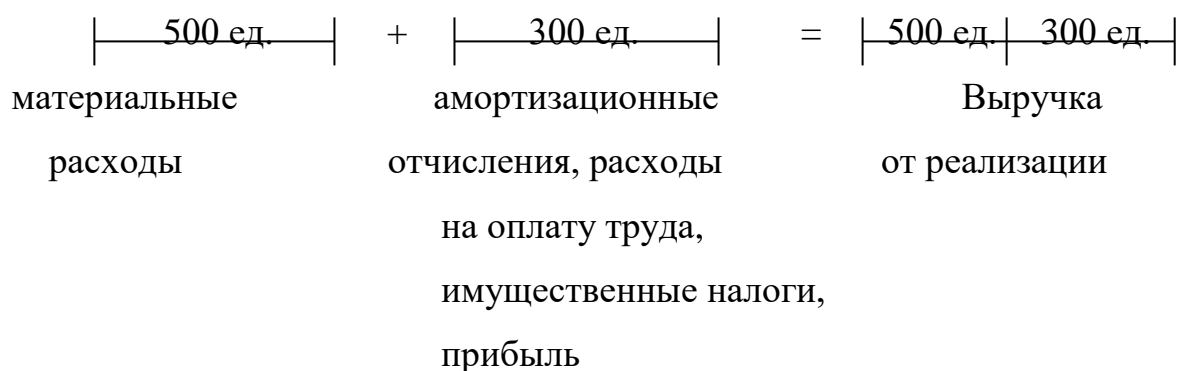 500 ед. + 300 ед. = 500 ед. 300 ед.
материальные амортизационные Выручка
расходы отчисления, расходы от реализации
на оплату труда,
имущественные налоги,
прибыль